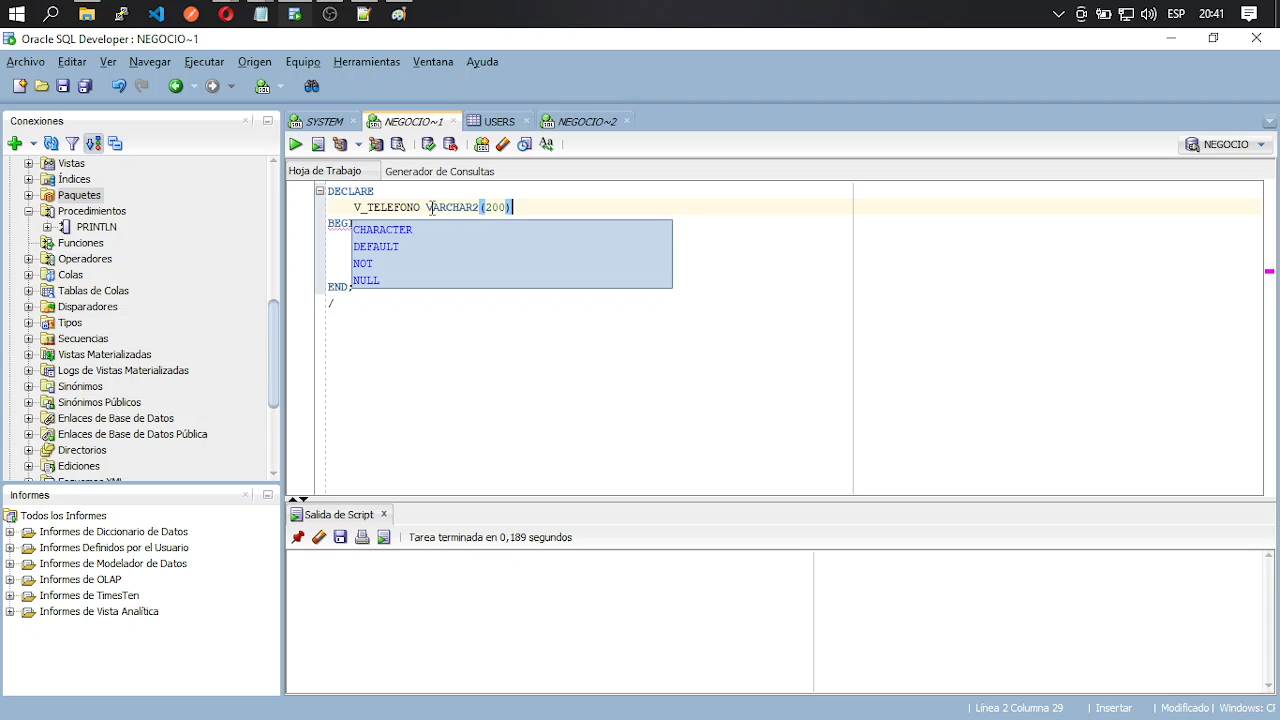 ESP 20:41
Oracle SQL Developer : NEGOCIO~1
Archivo Editar Ver Navegar Ejecutar Origen Equipo Herramientas Ventana Ayuda
Conexiones
Vistas
Índices
Paquetes
Procedimientos
PRINTLN
Funciones
Operadores
Colas
Tablas de Colas
Disparadores
Tipos
Secuencias
Vistas Materializadas
Logs de Vistas Materializadas
Sinónimos
Sinónimos Públicos
Enlaces de Base de Datos
Enlaces de Base de Datos Pública
Directorios
Ediciones
Informes
Todos los Informes
Informes de Diccionario de Datos
Informes Definidos por el Usuario
Informes de Modelador de Datos
Informes de OLAP
Informes de TimesTen
Informes de Vista Analítica
SYSTEM NEGOCIO~1 USERS NEGOCIO~2
NEGOCIO
Hoja de Trabajo Generador de Consultas
DECLARE
V_TELEFONO VARCHAR2(200)
BEGI
CHARACTER
DEFAULT
NOT
NULL
END;
/
Salida de Script
Tarea terminada en 0,189 segundos
Línea 2 Columna 29 Insertar Modificado Windows: CF